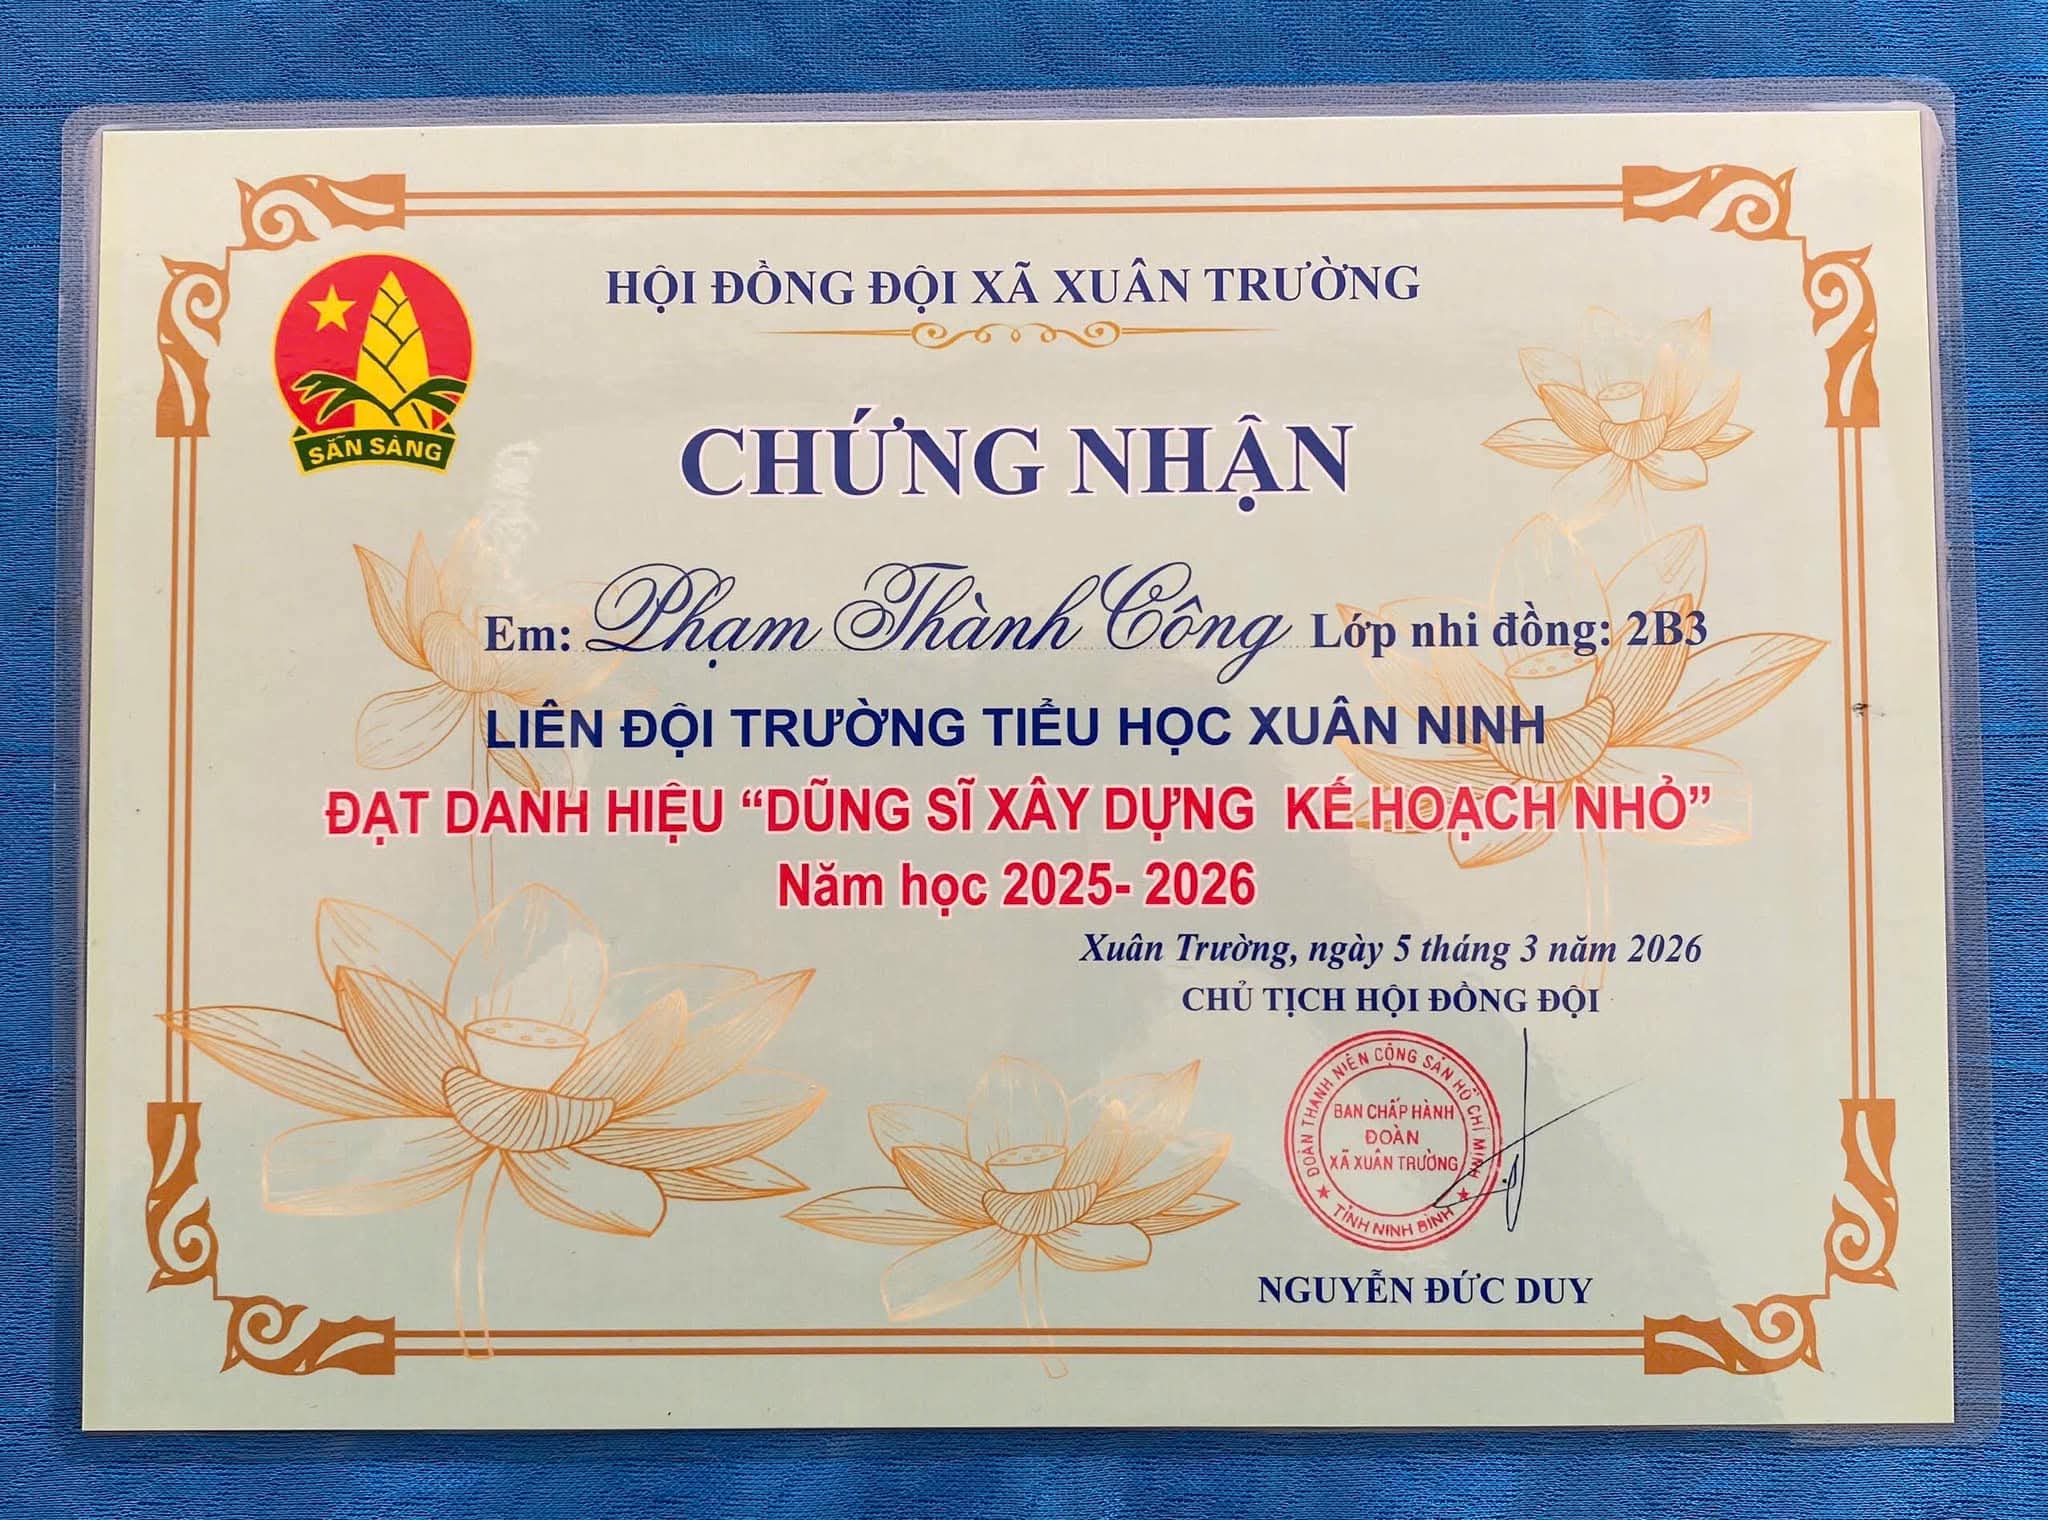 HỘI ĐỒNG ĐỘI XÃ XUÂN TRƯỜNG
SẴN SÀNG
CHỨNG NHẬN
Em: Phạm Thành Công Lớp nhi đồng: 2B3
LIÊN ĐỘI TRƯỜNG TIỂU HỌC XUÂN NINH
ĐẠT DANH HIỆU “DŨNG SĨ XÂY DỰNG KẾ HOẠCH NHỎ”
Năm học 2025- 2026
Xuân Trường, ngày 5 tháng 3 năm 2026
CHỦ TỊCH HỘI ĐỒNG ĐỘI
ĐOÀN THANH NIÊN CỘNG SẢN HỒ CHÍ MINH
BAN CHẤP HÀNH
ĐOÀN
XÃ XUÂN TRƯỜNG
TỈNH NINH BÌNH
NGUYỄN ĐỨC DUY